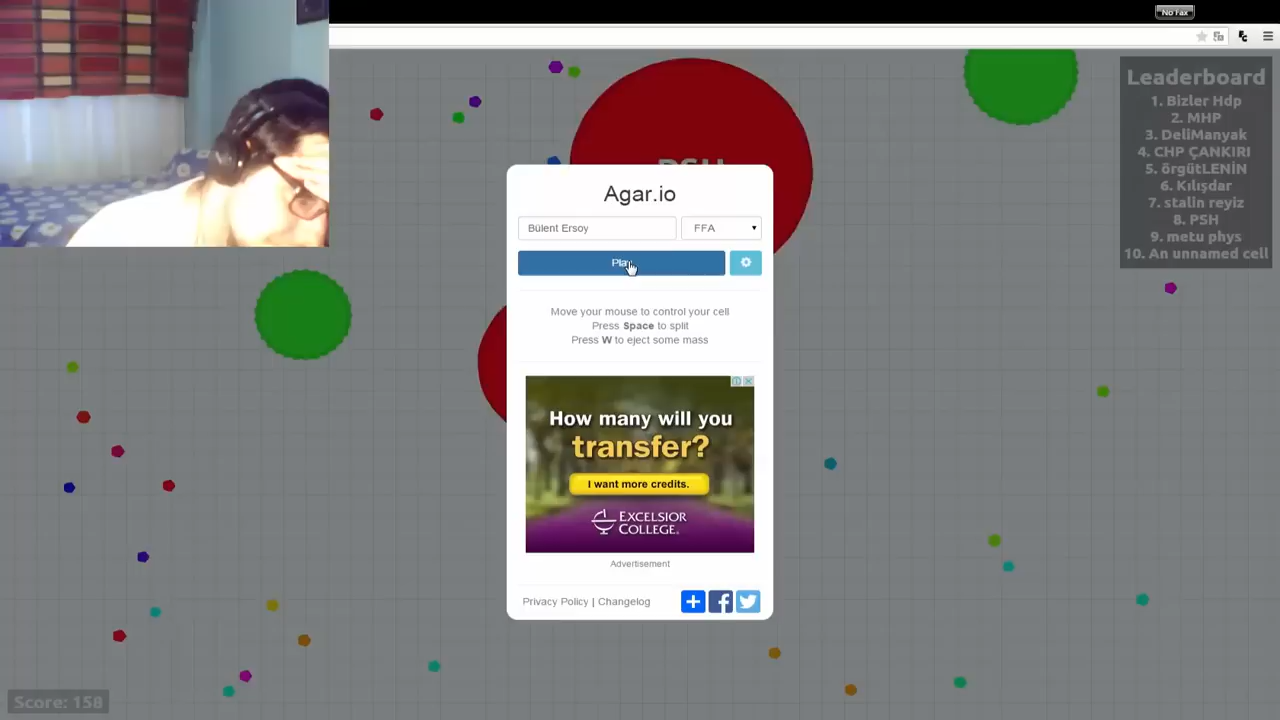 No Fax
Leaderboard
1. Bizler Hdp
2. MHP
3. DeliManyak
4. CHP ÇANKIRI
5. örgütLENİN
6. Kılışdar
7. stalin reyiz
8. PSH
9. metu phys
10. An unnamed cell
PSH
Agar.io
Bülent Ersoy
FFA
Play
Move your mouse to control your cell
Press Space to split
Press W to eject some mass
How many will you
transfer?
I want more credits.
EXCELSIOR
COLLEGE
Advertisement
Privacy Policy | Changelog
Score: 158